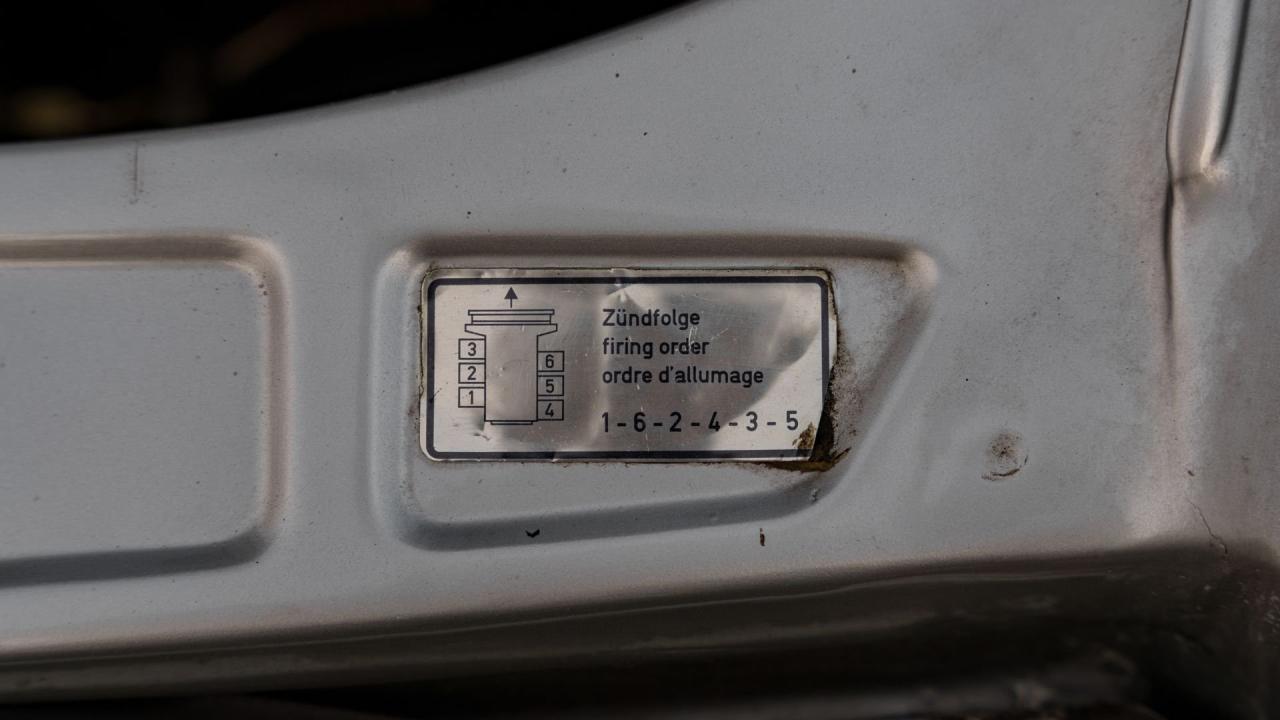 3
2
1
6
5
4
Zündfolge
firing order
ordre d'allumage
1-6-2-4-3-5